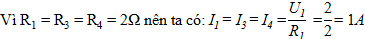 Vì R₁ = R₃ = R₄ = 2Ω nên ta có: I₁ = I₃ = I₄ = U₁/R₁ = 2/2 = 1A